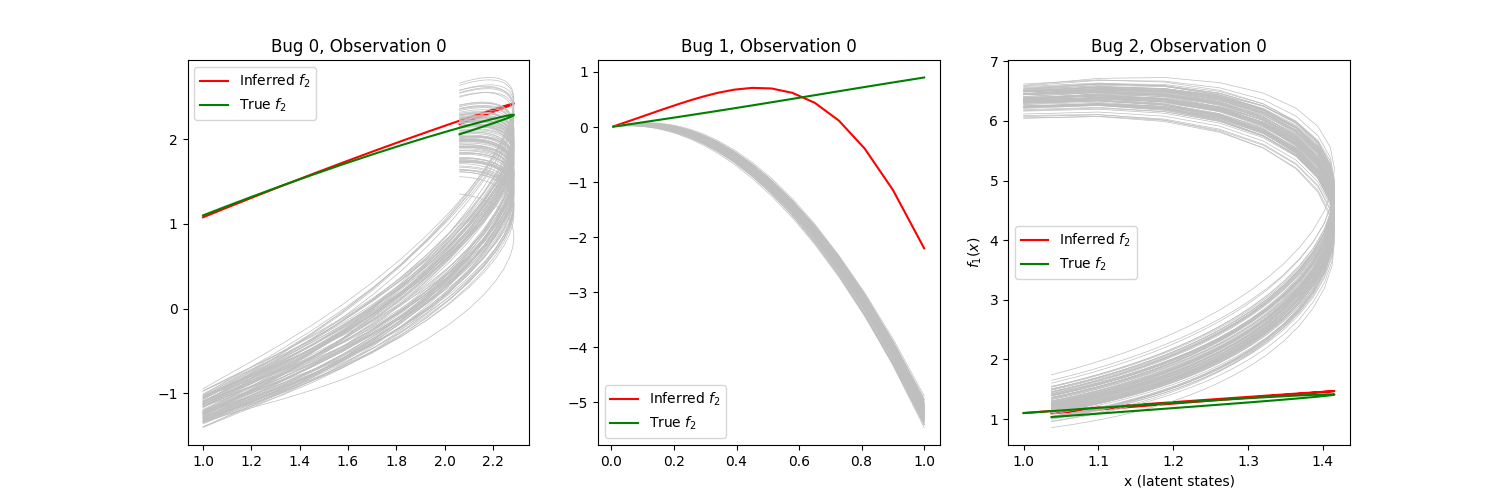 Bug 0, Observation 0
Inferred f₂
True f₂
2
1
0
−1
1.0 1.2 1.4 1.6 1.8 2.0 2.2
Bug 1, Observation 0
1
0
−1
−2
−3
−4
−5
Inferred f₂
True f₂
0.0 0.2 0.4 0.6 0.8 1.0
Bug 2, Observation 0
7
6
5
4
3
2
1
f₁(x)
Inferred f₂
True f₂
1.0 1.1 1.2 1.3 1.4
x (latent states)